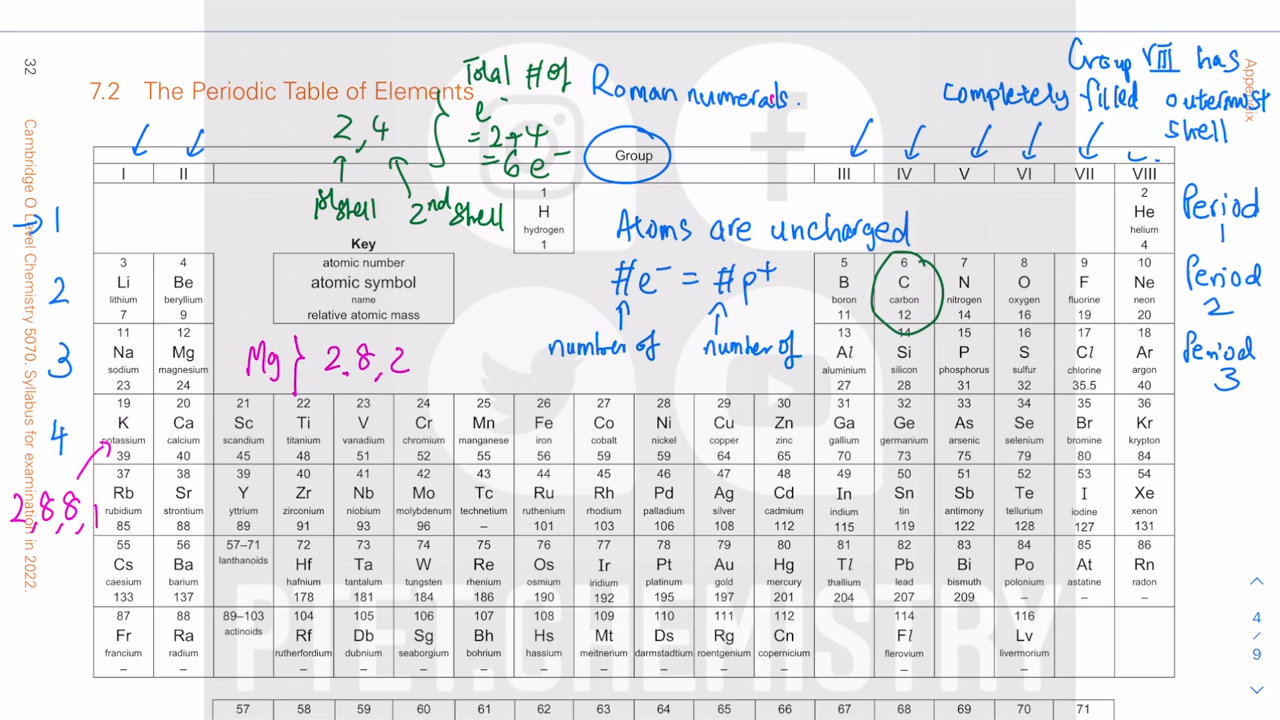 32
Cambridge O Level Chemistry 5070. Syllabus for examination in 2022.
Appendix
7.2 The Periodic Table of Elements
Total # of
e-
= 2+4
= 6 e-
2,4
1st shell
2nd shell
Roman numerals.
Group VIII has
completely filled outermost
shell
Group
I II III IV V VI VII VIII
1
H
hydrogen
1
2
He
helium
4
1
Period
1
Atoms are uncharged
#e- = #p+
number of number of
Key
atomic number
atomic symbol
name
relative atomic mass
3 4 5 6 7 8 9 10
Li Be B C N O F Ne
lithium beryllium boron carbon nitrogen oxygen fluorine neon
7 9 11 12 14 16 19 20
2
Period
2
11 12 13 14 15 16 17 18
Na Mg Al Si P S Cl Ar
sodium magnesium aluminium silicon phosphorus sulfur chlorine argon
23 24 27 28 31 32 35.5 40
3
Period
3
Mg } 2,8,2
19 20 21 22 23 24 25 26 27 28 29 30 31 32 33 34 35 36
K Ca Sc Ti V Cr Mn Fe Co Ni Cu Zn Ga Ge As Se Br Kr
potassium calcium scandium titanium vanadium chromium manganese iron cobalt nickel copper zinc gallium germanium arsenic selenium bromine krypton
39 40 45 48 51 52 55 56 59 59 64 65 70 73 75 79 80 84
4
2,8,8,1
37 38 39 40 41 42 43 44 45 46 47 48 49 50 51 52 53 54
Rb Sr Y Zr Nb Mo Tc Ru Rh Pd Ag Cd In Sn Sb Te I Xe
rubidium strontium yttrium zirconium niobium molybdenum technetium ruthenium rhodium palladium silver cadmium indium tin antimony tellurium iodine xenon
85 88 89 91 93 96 – 101 103 106 108 112 115 119 122 128 127 131
55 56 57–71 72 73 74 75 76 77 78 79 80 81 82 83 84 85 86
Cs Ba lanthanoids Hf Ta W Re Os Ir Pt Au Hg Tl Pb Bi Po At Rn
caesium barium hafnium tantalum tungsten rhenium osmium iridium platinum gold mercury thallium lead bismuth polonium astatine radon
133 137 178 181 184 186 190 192 195 197 201 204 207 209 – – –
87 88 89–103 104 105 106 107 108 109 110 111 112 114 116
Fr Ra actinoids Rf Db Sg Bh Hs Mt Ds Rg Cn Fl Lv
francium radium rutherfordium dubnium seaborgium bohrium hassium meitnerium darmstadtium roentgenium copernicium flerovium livermorium
– – – – – – – – – – – – –
57 58 59 60 61 62 63 64 65 66 67 68 69 70 71
PTET.CHEMISTRY
4
/
9